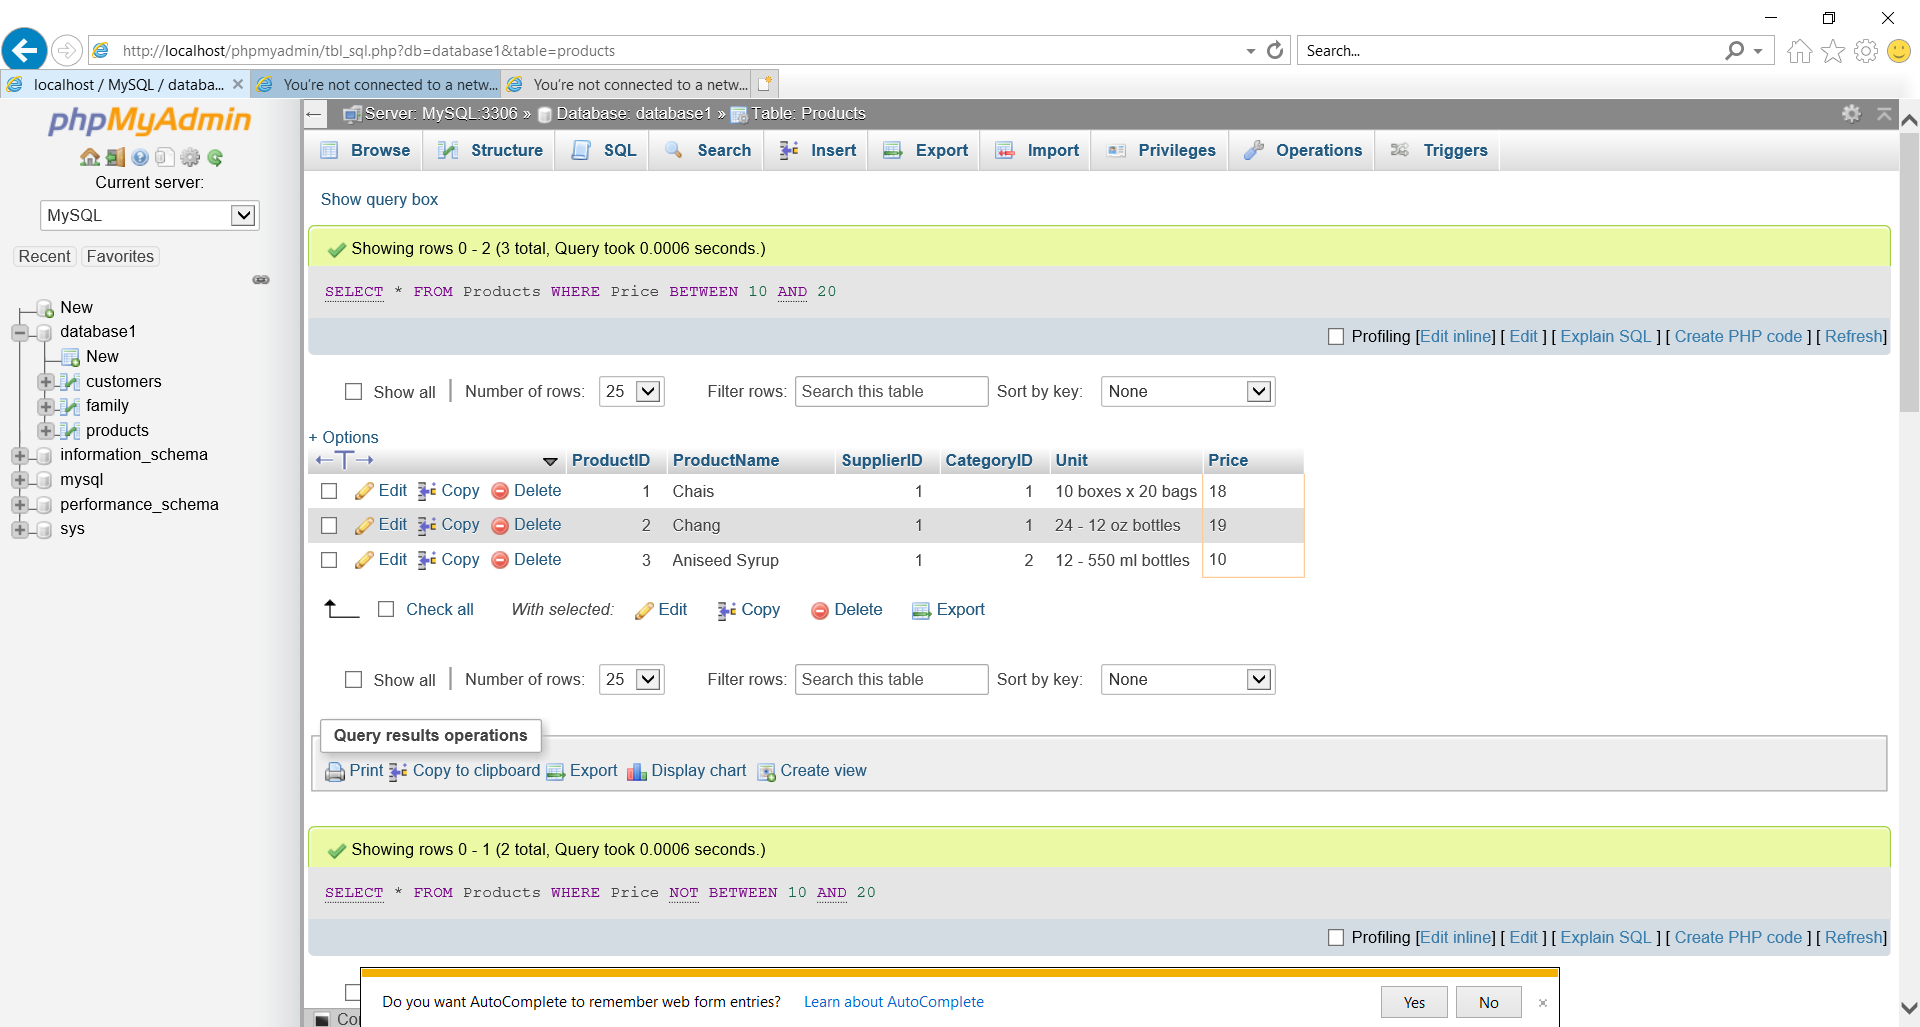 http://localhost/phpmyadmin/tbl_sql.php?db=database1&table=products
Search...
localhost / MySQL / databa...
You're not connected to a netw...
You're not connected to a netw...
phpMyAdmin
Current server:
MySQL
Recent
Favorites
New
database1
New
customers
family
products
information_schema
mysql
performance_schema
sys
Server: MySQL:3306 » Database: database1 » Table: Products
Browse Structure SQL Search Insert Export Import Privileges Operations Triggers
Show query box
Showing rows 0 - 2 (3 total, Query took 0.0006 seconds.)
SELECT * FROM Products WHERE Price BETWEEN 10 AND 20
Profiling [Edit inline] [ Edit ] [ Explain SQL ] [ Create PHP code ] [ Refresh]
Show all | Number of rows: 25 Filter rows: Search this table Sort by key: None
+ Options
←T→ ProductID ProductName SupplierID CategoryID Unit Price
Edit Copy Delete 1 Chais 1 1 10 boxes x 20 bags 18
Edit Copy Delete 2 Chang 1 1 24 - 12 oz bottles 19
Edit Copy Delete 3 Aniseed Syrup 1 2 12 - 550 ml bottles 10
Check all With selected: Edit Copy Delete Export
Show all | Number of rows: 25 Filter rows: Search this table Sort by key: None
Query results operations
Print Copy to clipboard Export Display chart Create view
Showing rows 0 - 1 (2 total, Query took 0.0006 seconds.)
SELECT * FROM Products WHERE Price NOT BETWEEN 10 AND 20
Profiling [Edit inline] [ Edit ] [ Explain SQL ] [ Create PHP code ] [ Refresh]
Do you want AutoComplete to remember web form entries? Learn about AutoComplete Yes No ×